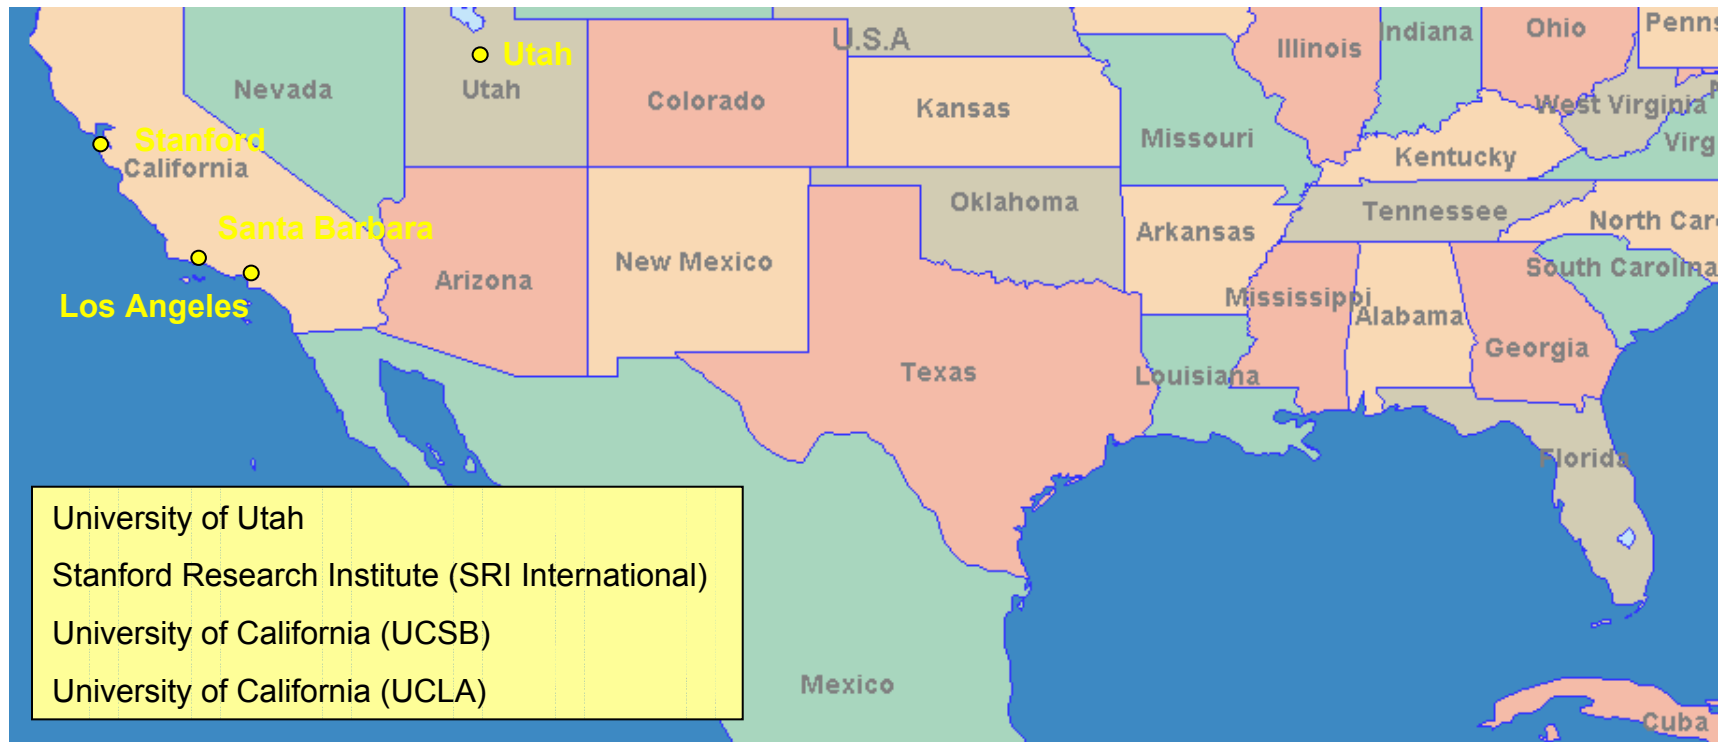 U.S.A
Indiana
Ohio
Penns
Illinois
Utah
Nevada
Utah
Colorado
Kansas
West Virginia
Missouri
Virg
Stanford
California
Kentucky
Oklahoma
Tennessee
North Car
Santa Barbara
Arkansas
New Mexico
Arizona
South Carolina
Los Angeles
Mississippi
Alabama
Georgia
Texas
Louisiana
Florida
University of Utah
Stanford Research Institute (SRI International)
University of California (UCSB)
University of California (UCLA)
Mexico
Cuba